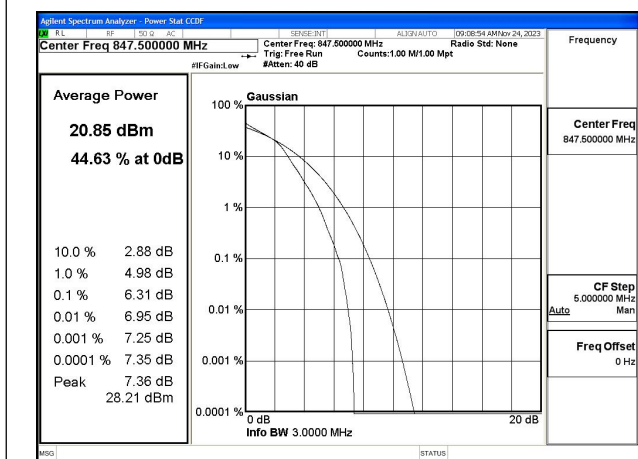 Agilent Spectrum Analyzer - Power Stat CCDF
LXI RL RF 50 Ω AC SENSE:INT ALIGN AUTO 09:08:54 AM Nov 24, 2023
Center Freq 847.500000 MHz
Center Freq: 847.500000 MHz Radio Std: None
Trig: Free Run Counts:1.00 M/1.00 Mpt
#IFGain:Low #Atten: 40 dB
Frequency
Average Power
20.85 dBm
44.63 % at 0dB
10.0 % 2.88 dB
1.0 % 4.98 dB
0.1 % 6.31 dB
0.01 % 6.95 dB
0.001 % 7.25 dB
0.0001 % 7.35 dB
Peak 7.36 dB
28.21 dBm
Gaussian
100 %
10 %
1 %
0.1 %
0.01 %
0.001 %
0.0001 %
0 dB 20 dB
Info BW 3.0000 MHz
Center Freq
847.500000 MHz
CF Step
5.000000 MHz
Auto Man
Freq Offset
0 Hz
MSG STATUS